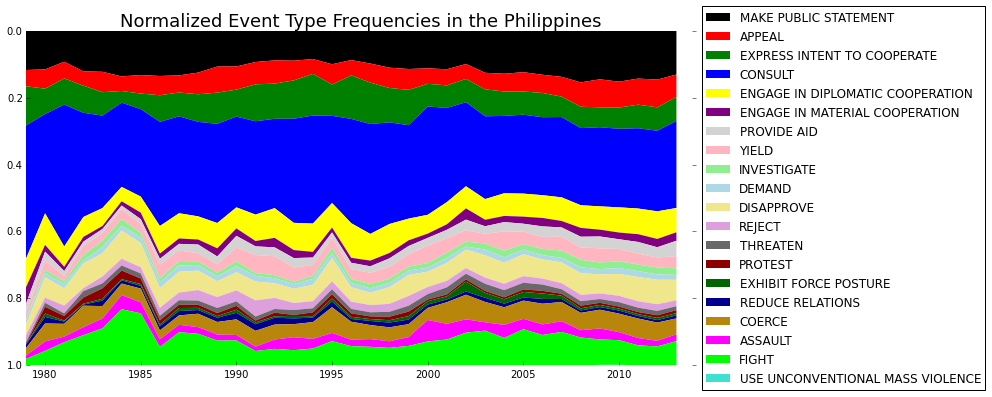 Normalized Event Type Frequencies in the Philippines
0.0
0.2
0.4
0.6
0.8
1.0
1980
1985
1990
1995
2000
2005
2010
MAKE PUBLIC STATEMENT
APPEAL
EXPRESS INTENT TO COOPERATE
CONSULT
ENGAGE IN DIPLOMATIC COOPERATION
ENGAGE IN MATERIAL COOPERATION
PROVIDE AID
YIELD
INVESTIGATE
DEMAND
DISAPPROVE
REJECT
THREATEN
PROTEST
EXHIBIT FORCE POSTURE
REDUCE RELATIONS
COERCE
ASSAULT
FIGHT
USE UNCONVENTIONAL MASS VIOLENCE